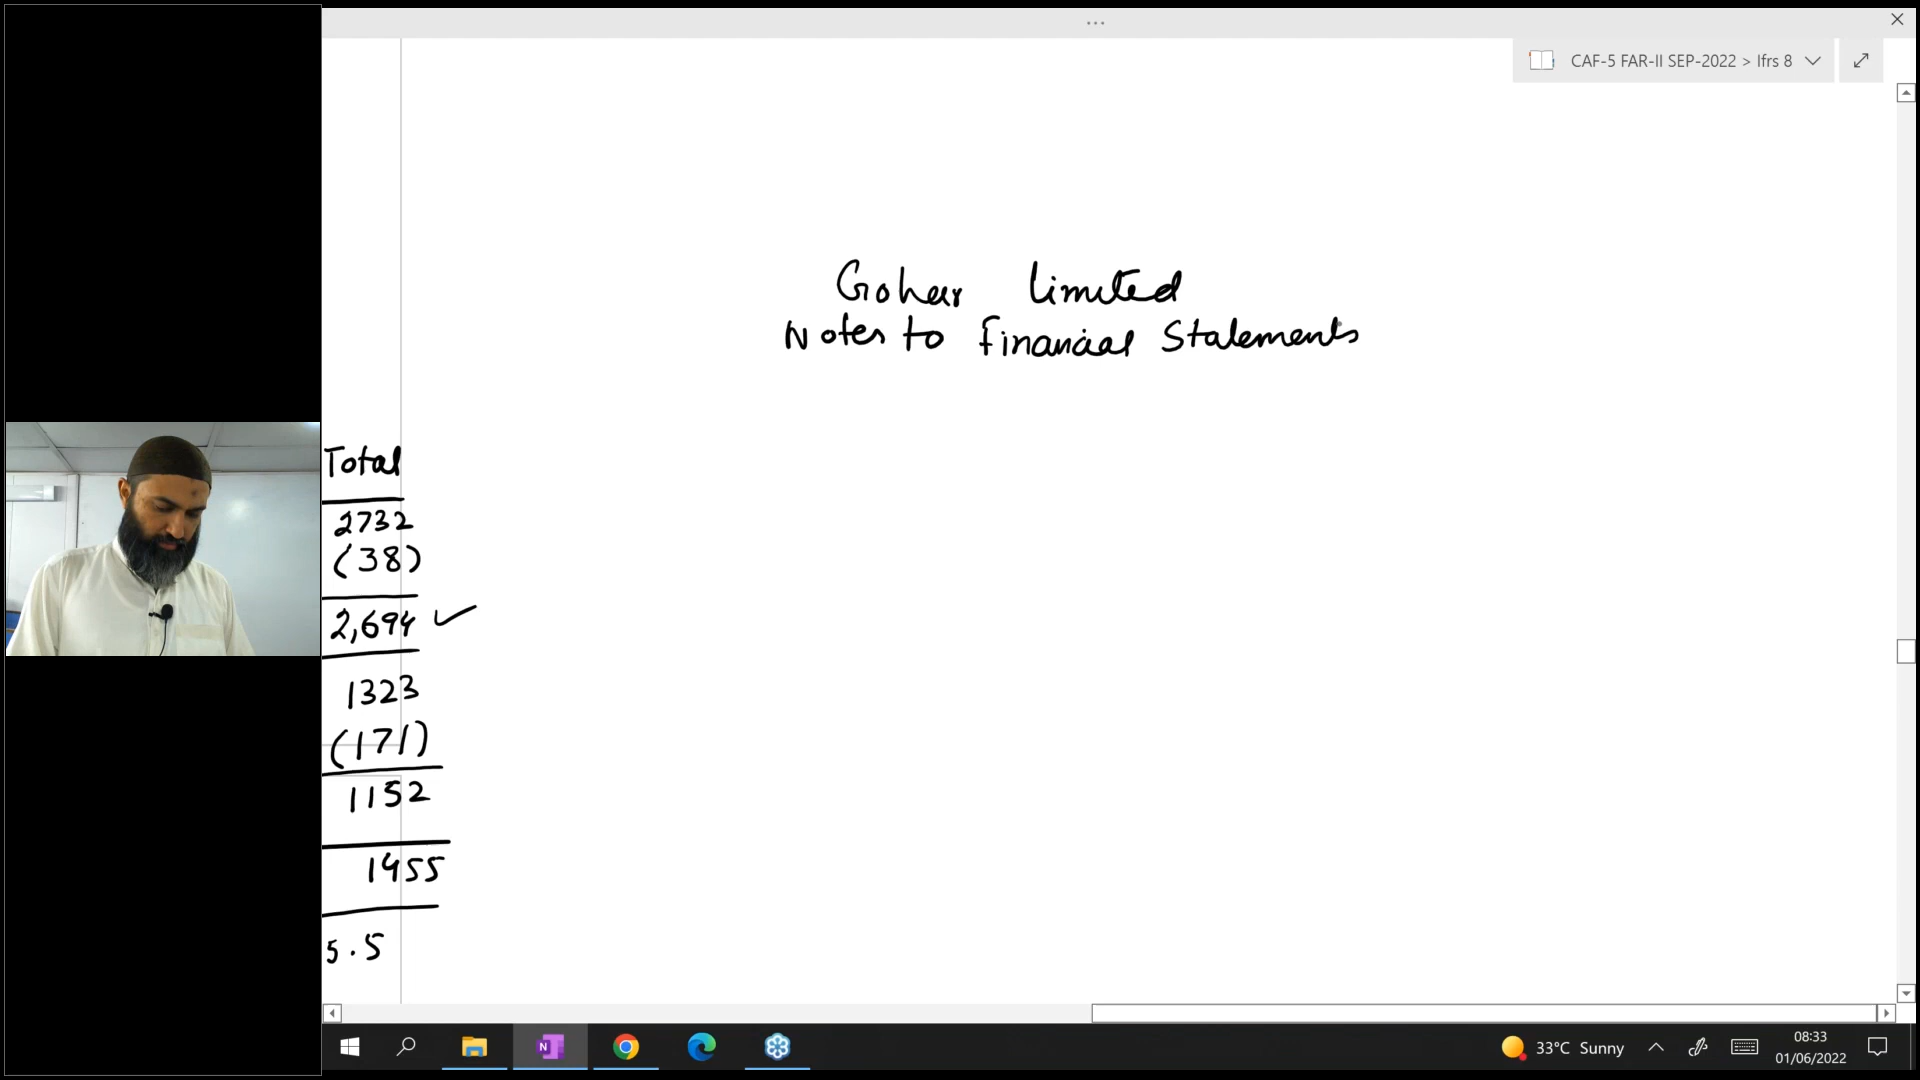 CAF-5 FAR-II SEP-2022 > Ifrs 8
Gohar Limited
Notes to Financial Statements
Total
2732
(38)
2,694 ✓
1323
(171)
1152
1455
5.5
33°C Sunny
08:33
01/06/2022